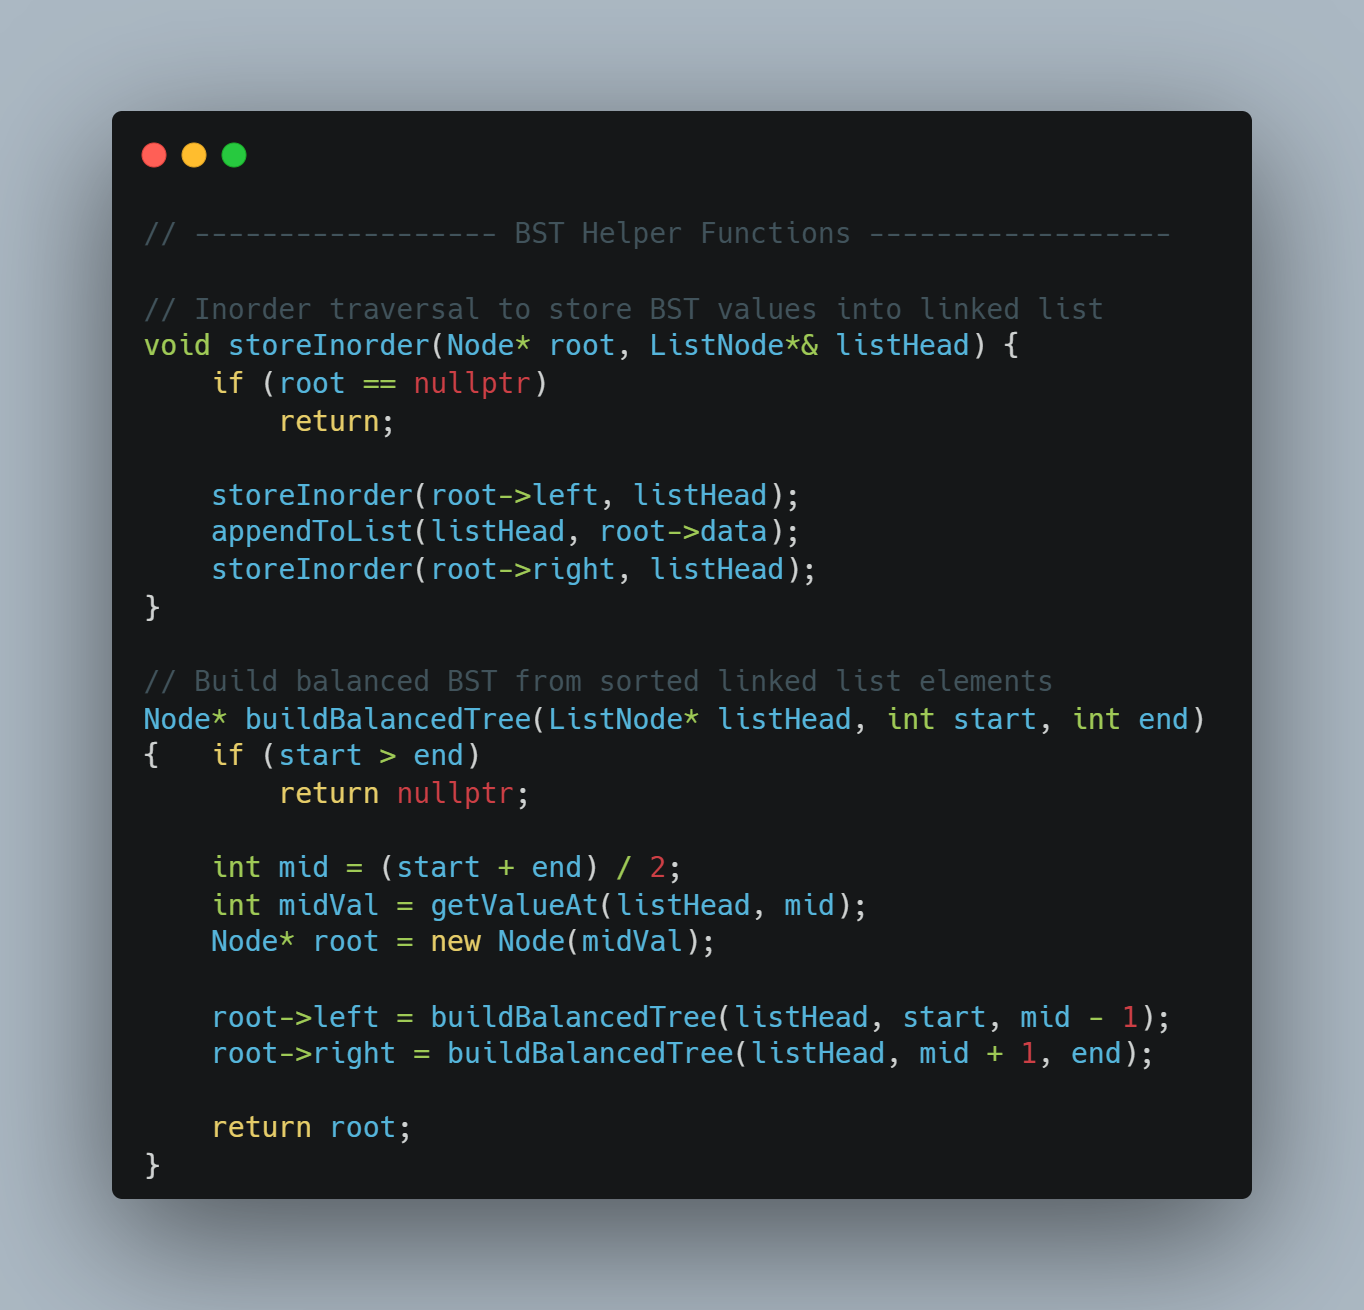 // ------------------ BST Helper Functions ------------------

// Inorder traversal to store BST values into linked list
void storeInorder(Node* root, ListNode*& listHead) {
    if (root == nullptr)
        return;

    storeInorder(root->left, listHead);
    appendToList(listHead, root->data);
    storeInorder(root->right, listHead);
}

// Build balanced BST from sorted linked list elements
Node* buildBalancedTree(ListNode* listHead, int start, int end)
{   if (start > end)
        return nullptr;

    int mid = (start + end) / 2;
    int midVal = getValueAt(listHead, mid);
    Node* root = new Node(midVal);

    root->left = buildBalancedTree(listHead, start, mid - 1);
    root->right = buildBalancedTree(listHead, mid + 1, end);

    return root;
}